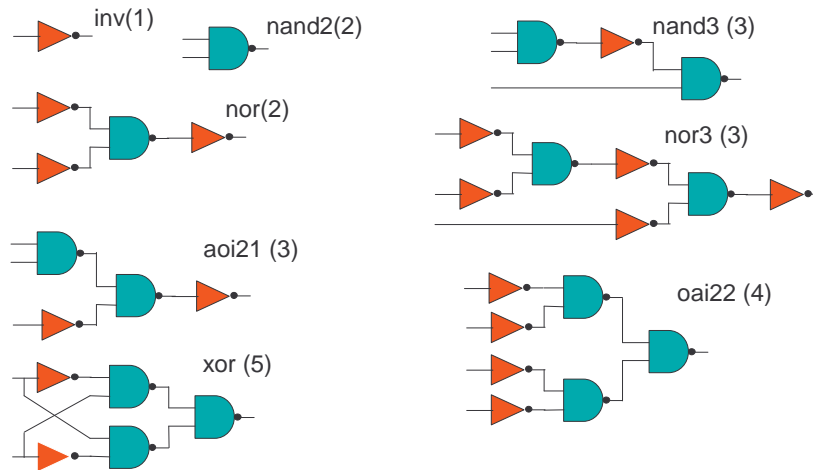 inv(1)
nand2(2)
nand3 (3)
nor(2)
nor3 (3)
aoi21 (3)
oai22 (4)
xor (5)